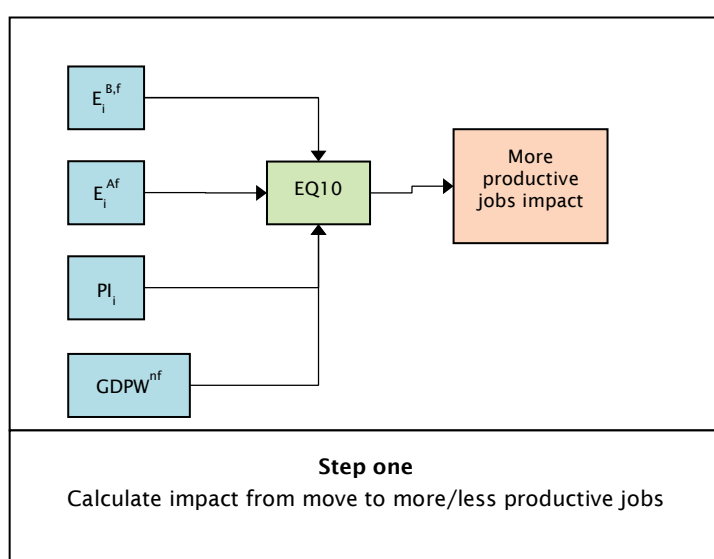 E_i^B,f
E_i^Af
PI_i
GDPW^nf
EQ10
More
productive
jobs impact
Step one
Calculate impact from move to more/less productive jobs